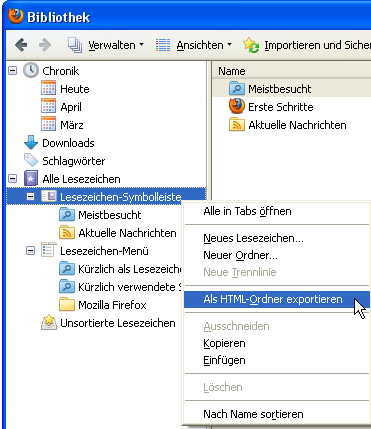 Bibliothek
Verwalten
Ansichten
Importieren und Sicher
Chronik
Heute
April
März
Downloads
Schlagwörter
Alle Lesezeichen
Lesezeichen-Symbolleiste
Meistbesucht
Aktuelle Nachrichten
Lesezeichen-Menü
Kürzlich als Lesezeiche
Kürzlich verwendete S
Mozilla Firefox
Unsortierte Lesezeichen
Name
Meistbesucht
Erste Schritte
Aktuelle Nachrichten
Alle in Tabs öffnen
Neues Lesezeichen...
Neuer Ordner...
Neue Trennlinie
Als HTML-Ordner exportieren
Ausschneiden
Kopieren
Einfügen
Löschen
Nach Name sortieren